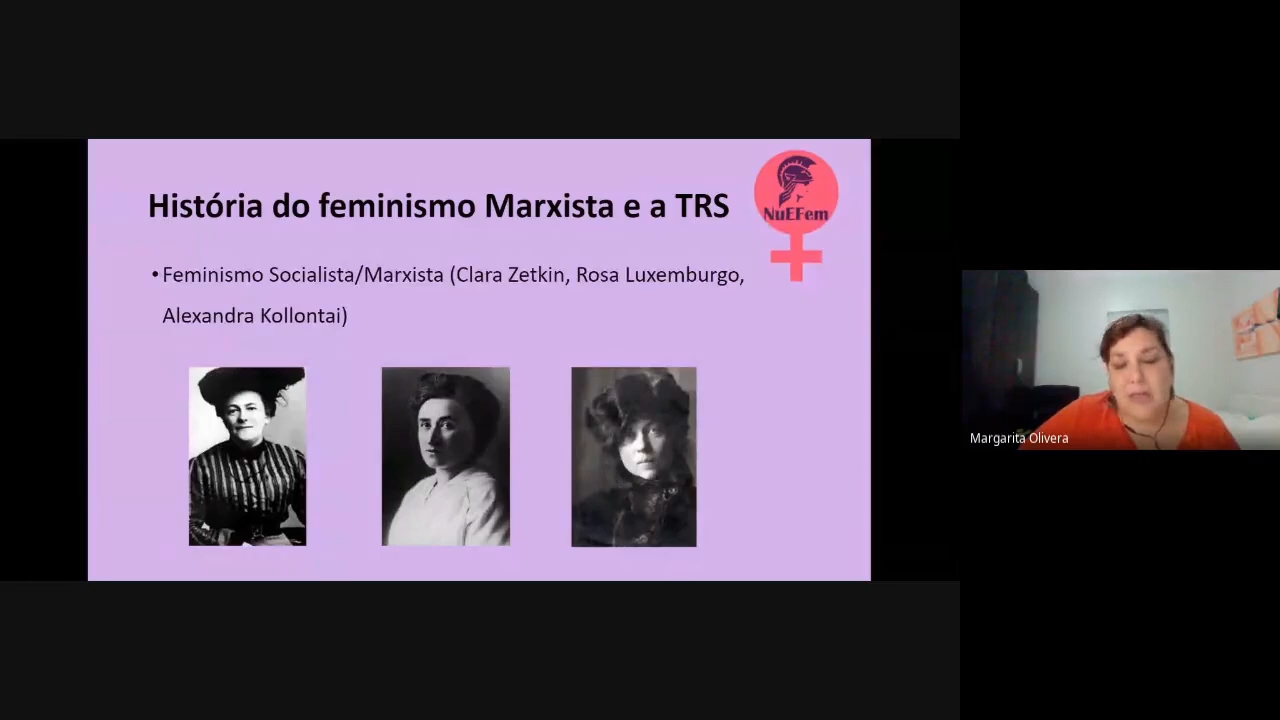 História do feminismo Marxista e a TRS
NuEFem
•Feminismo Socialista/Marxista (Clara Zetkin, Rosa Luxemburgo,
Alexandra Kollontai)
Margarita Olivera